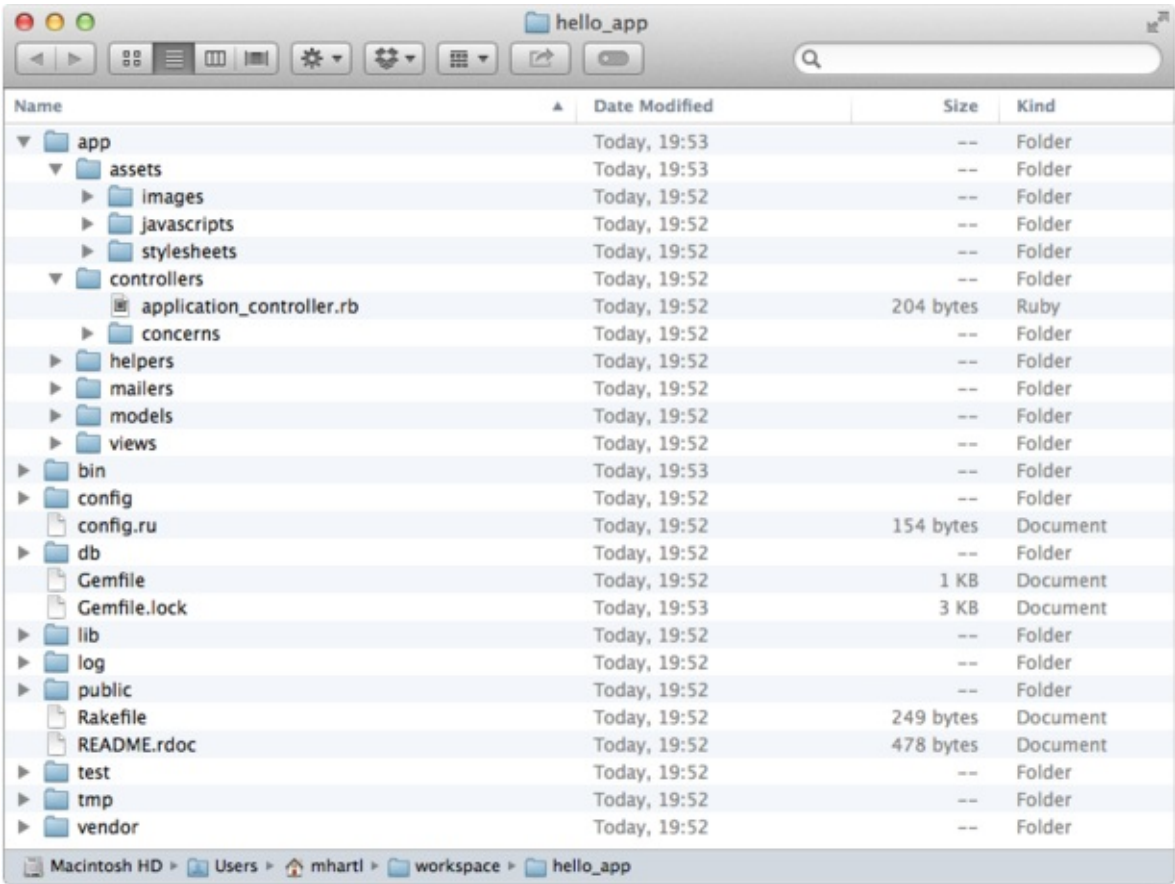 hello_app
Name Date Modified Size Kind
app Today, 19:53 -- Folder
assets Today, 19:53 -- Folder
images Today, 19:52 -- Folder
javascripts Today, 19:52 -- Folder
stylesheets Today, 19:52 -- Folder
controllers Today, 19:52 -- Folder
application_controller.rb Today, 19:52 204 bytes Ruby
concerns Today, 19:52 -- Folder
helpers Today, 19:52 -- Folder
mailers Today, 19:52 -- Folder
models Today, 19:52 -- Folder
views Today, 19:52 -- Folder
bin Today, 19:53 -- Folder
config Today, 19:52 -- Folder
config.ru Today, 19:52 154 bytes Document
db Today, 19:52 -- Folder
Gemfile Today, 19:52 1 KB Document
Gemfile.lock Today, 19:53 3 KB Document
lib Today, 19:52 -- Folder
log Today, 19:52 -- Folder
public Today, 19:52 -- Folder
Rakefile Today, 19:52 249 bytes Document
README.rdoc Today, 19:52 478 bytes Document
test Today, 19:52 -- Folder
tmp Today, 19:52 -- Folder
vendor Today, 19:52 -- Folder
Macintosh HD Users mhartl workspace hello_app